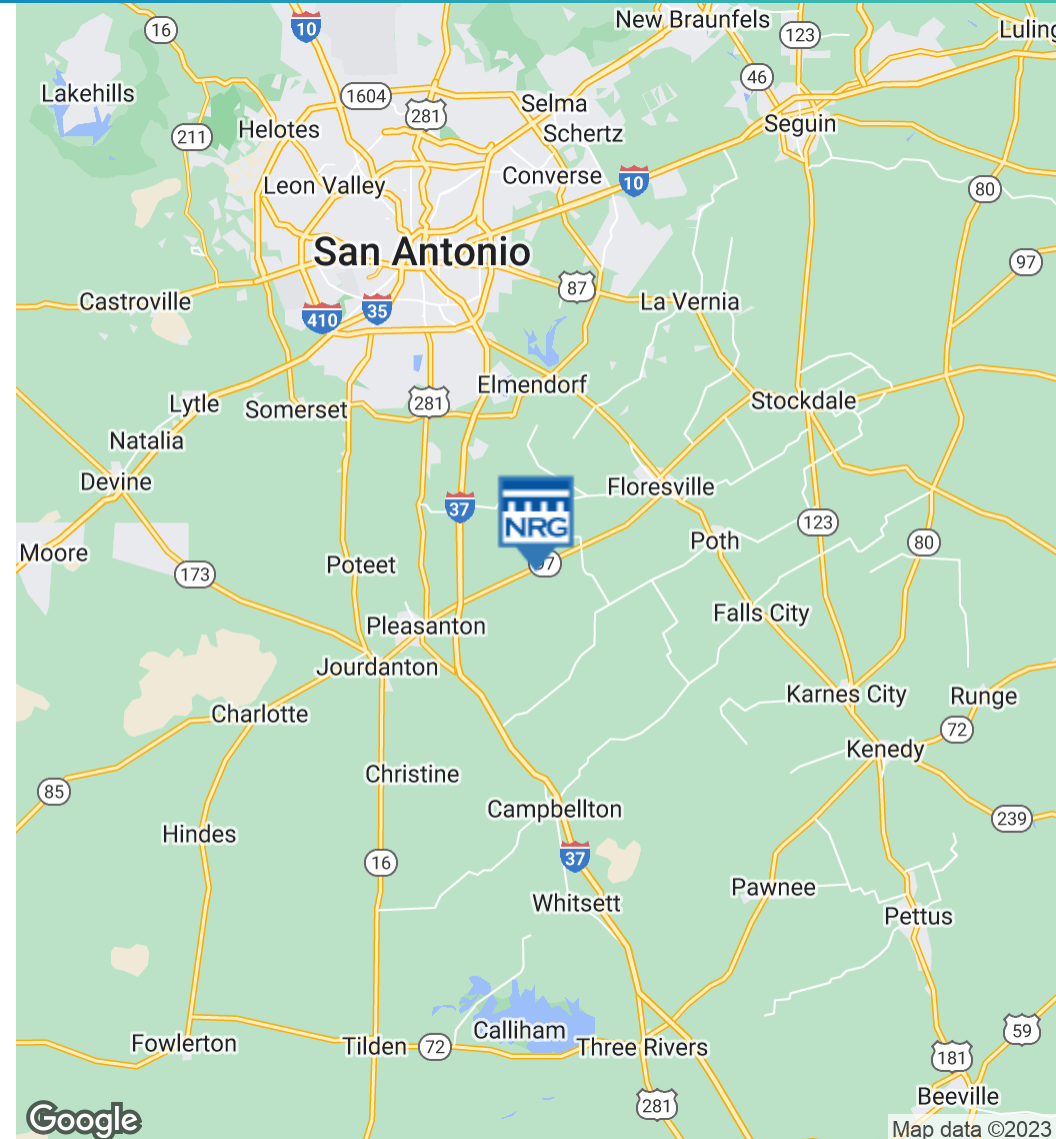 New Braunfels
16
10
123
Lulin
46
Lakehills
1604
Selma
281
Schertz
Seguin
Helotes
211
Converse
10
Leon Valley
80
San Antonio
97
87
Castroville
La Vernia
35
410
Elmendorf
Stockdale
Lytle
Somerset
281
Natalia
Devine
Floresville
37
NRG
123
Moore
Poth
80
97
Poteet
173
Falls City
Pleasanton
Jourdanton
Karnes City
Runge
Charlotte
72
Kenedy
Christine
85
Campbellton
239
Hindes
16
37
Pawnee
Whitsett
Pettus
Calliham
59
Fowlerton
Tilden
72
Three Rivers
181
Beeville
281
Google
Map data ©2023